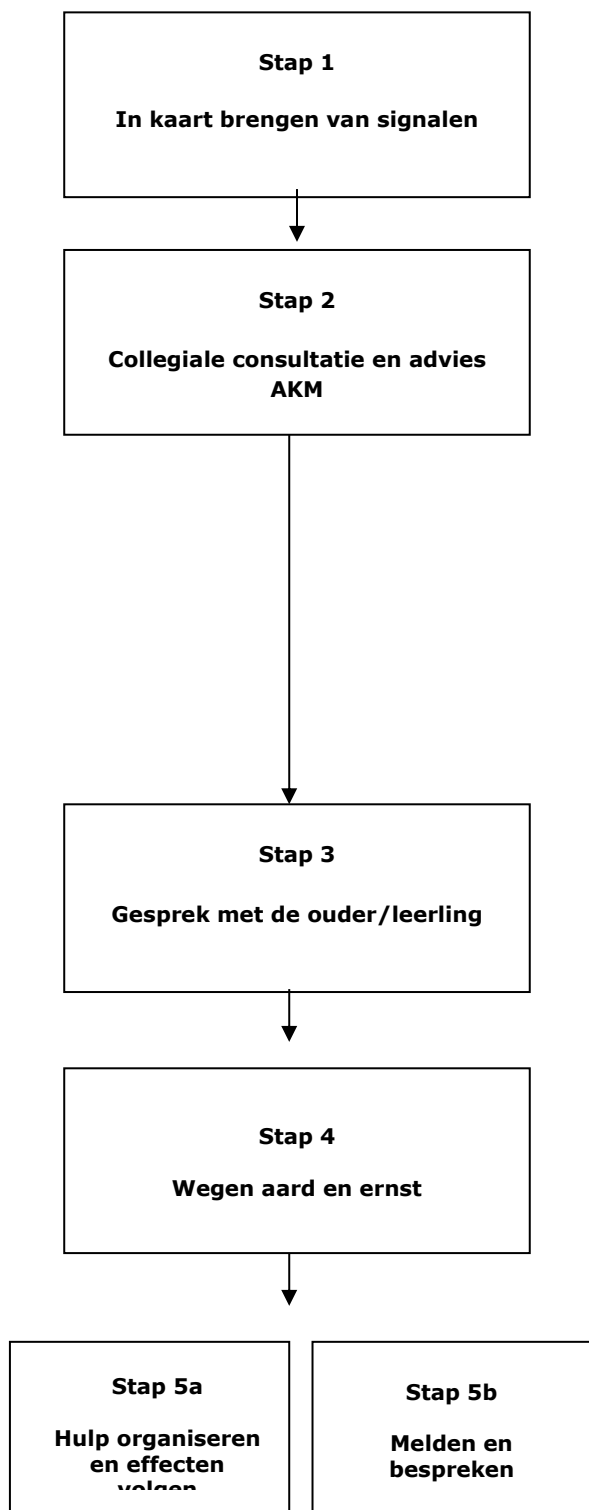 Stap 1
In kaart brengen van signalen
Stap 2
Collegiale consultatie en advies
AKM
Stap 3
Gesprek met de ouder/leerling
Stap 4
Wegen aard en ernst
Stap 5a
Hulp organiseren
en effecten
volgen
Stap 5b
Melden en
bespreken